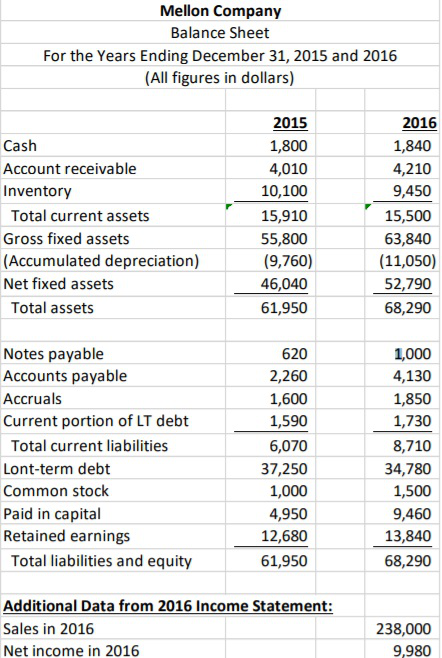 Mellon Company
Balance Sheet
For the Years Ending December 31, 2015 and 2016
(All figures in dollars)
2015 2016
Cash 1,800 1,840
Account receivable 4,010 4,210
Inventory 10,100 9,450
Total current assets 15,910 15,500
Gross fixed assets 55,800 63,840
(Accumulated depreciation) (9,760) (11,050)
Net fixed assets 46,040 52,790
Total assets 61,950 68,290
Notes payable 620 1,000
Accounts payable 2,260 4,130
Accruals 1,600 1,850
Current portion of LT debt 1,590 1,730
Total current liabilities 6,070 8,710
Lont-term debt 37,250 34,780
Common stock 1,000 1,500
Paid in capital 4,950 9,460
Retained earnings 12,680 13,840
Total liabilities and equity 61,950 68,290
Additional Data from 2016 Income Statement:
Sales in 2016 238,000
Net income in 2016 9,980